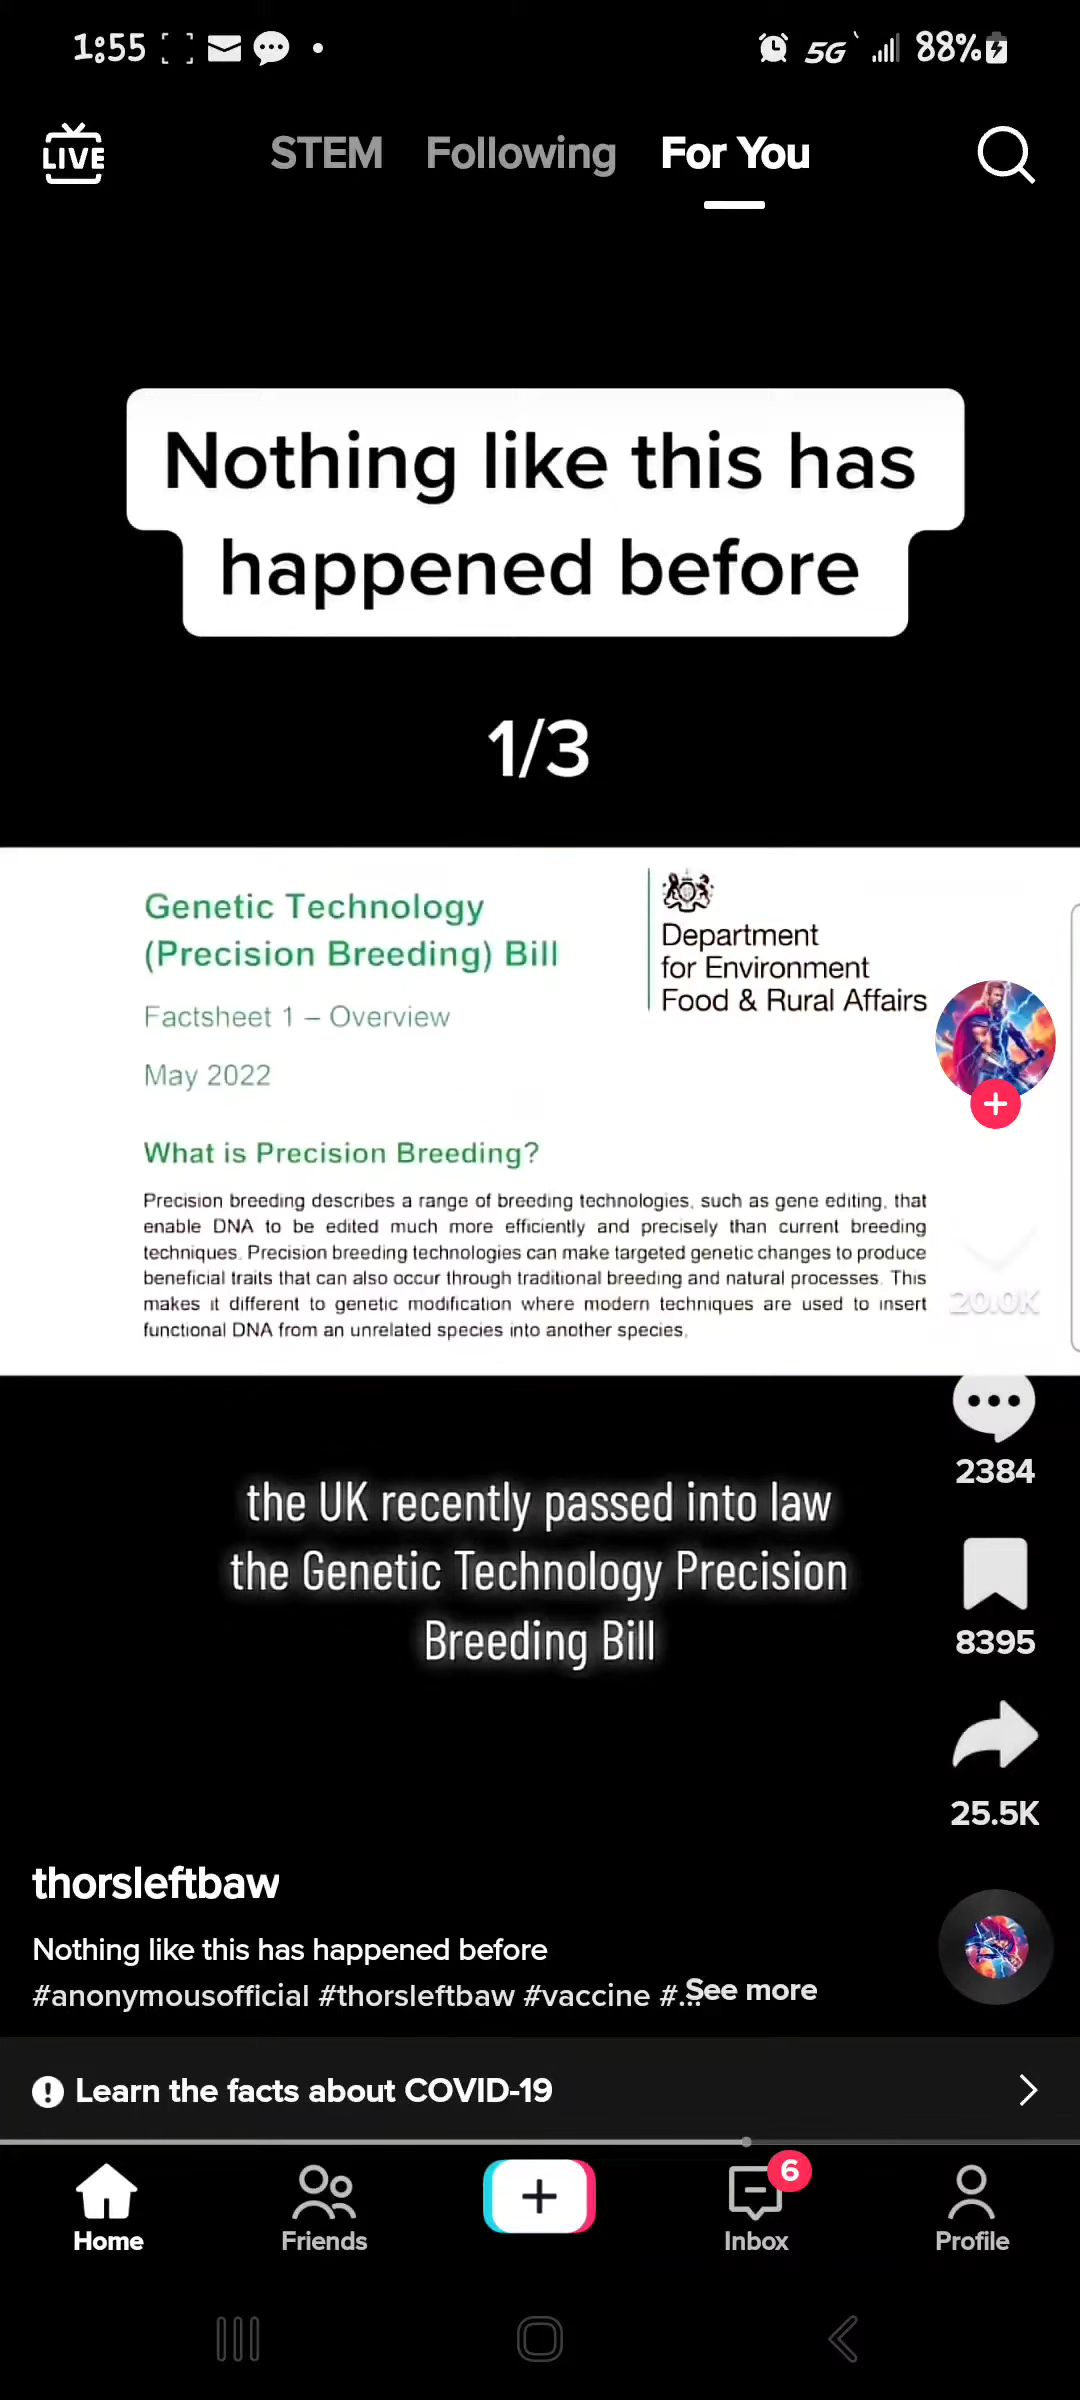 1:55
5G
88%
LIVE
STEM Following For You
Nothing like this has
happened before
1/3
Genetic Technology
(Precision Breeding) Bill
Factsheet 1 – Overview
May 2022
Department
for Environment
Food & Rural Affairs
What is Precision Breeding?
Precision breeding describes a range of breeding technologies, such as gene editing, that
enable DNA to be edited much more efficiently and precisely than current breeding
techniques. Precision breeding technologies can make targeted genetic changes to produce
beneficial traits that can also occur through traditional breeding and natural processes. This
makes it different to genetic modification where modern techniques are used to insert
functional DNA from an unrelated species into another species.
20.0K
2384
the UK recently passed into law
the Genetic Technology Precision
Breeding Bill
8395
25.5K
thorsleftbaw
Nothing like this has happened before
#anonymousofficial #thorsleftbaw #vaccine #... See more
Learn the facts about COVID-19
6
Home Friends Inbox Profile